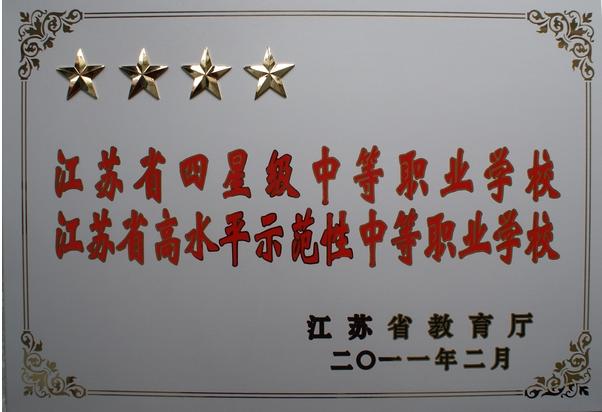 江苏省四星级中等职业学校
江苏省高水平示范性中等职业学校
江苏省教育厅
二〇一一年二月